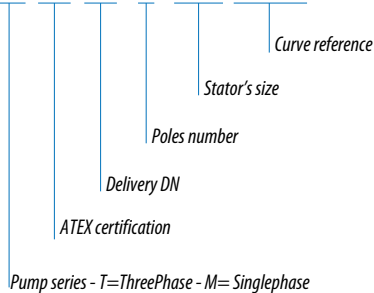 Curve reference
Stator's size
Poles number
Delivery DN
ATEX certification
Pump series - T=ThreePhase - M= Singlephase